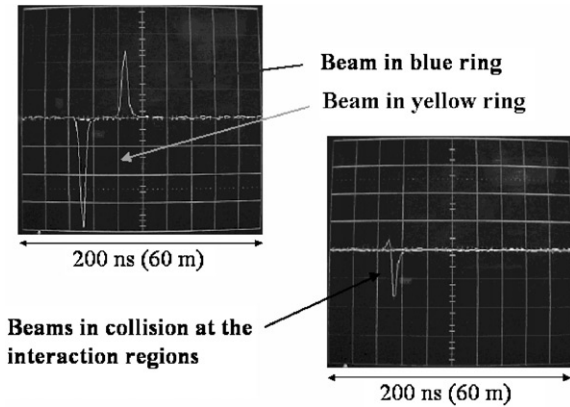 Beam in blue ring
Beam in yellow ring
200 ns (60 m)
Beams in collision at the
interaction regions
200 ns (60 m)